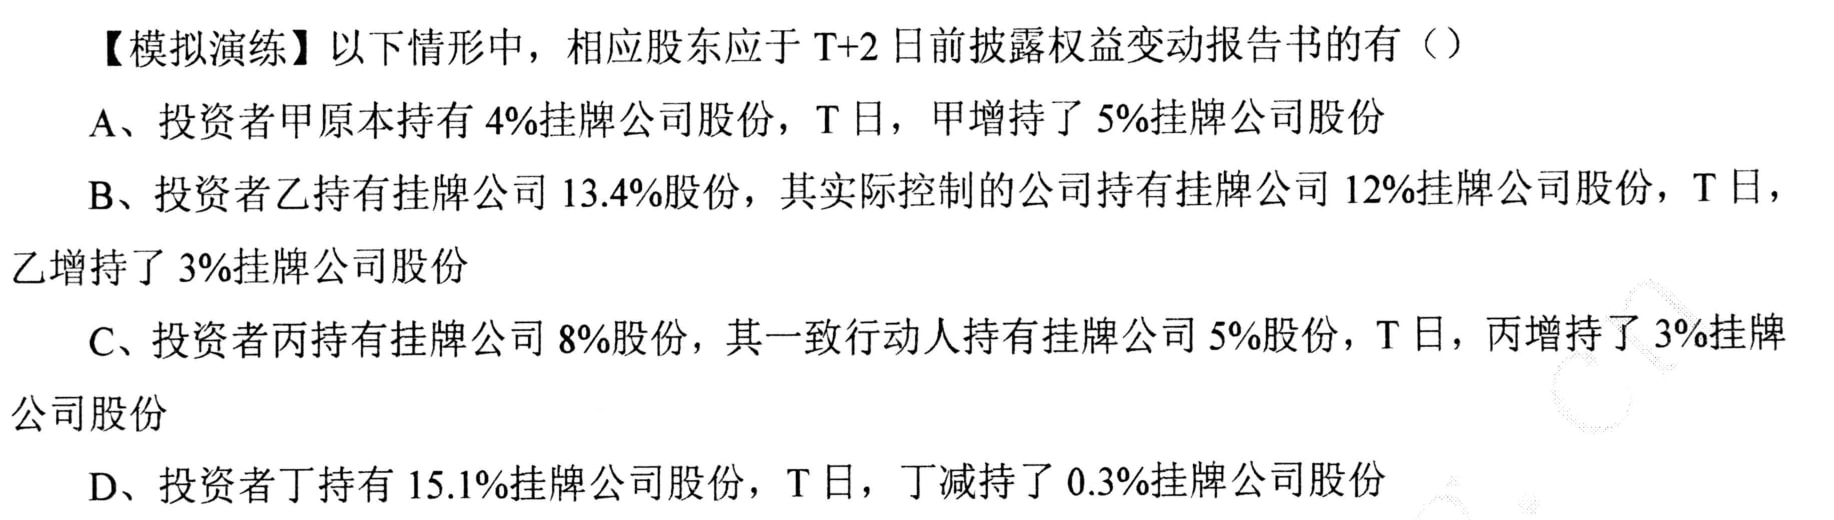 【模拟演练】以下情形中，相应股东应于 T+2 日前披露权益变动报告书的有（）
A、投资者甲原本持有 4%挂牌公司股份，T 日，甲增持了 5%挂牌公司股份
B、投资者乙持有挂牌公司 13.4%股份，其实际控制的公司持有挂牌公司 12%挂牌公司股份，T 日，
乙增持了 3%挂牌公司股份
C、投资者丙持有挂牌公司 8%股份，其一致行动人持有挂牌公司 5%股份，T 日，丙增持了 3%挂牌
公司股份
D、投资者丁持有 15.1%挂牌公司股份，T 日，丁减持了 0.3%挂牌公司股份